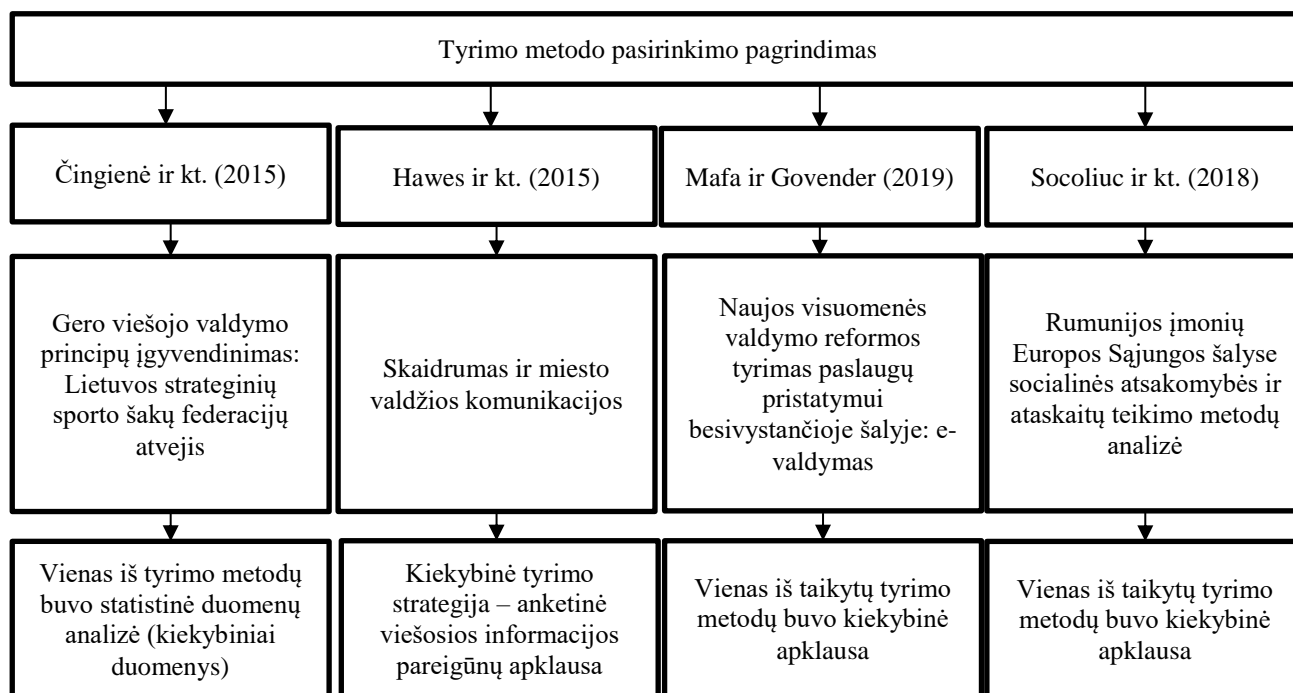 Tyrimo metodo pasirinkimo pagrindimas
Čingienė ir kt. (2015)
Hawes ir kt. (2015)
Mafa ir Govender (2019)
Socoliuc ir kt. (2018)
Gero viešojo valdymo
principų įgyvendinimas:
Lietuvos strateginių
sporto šakų federacijų
atvejis
Skaidrumas ir miesto
valdžios komunikacijos
Naujos visuomenės
valdymo reformos
tyrimas paslaugų
pristatymui
besivystančioje šalyje: e-
valdymas
Rumunijos įmonių
Europos Sąjungos šalyse
socialinės atsakomybės ir
ataskaitų teikimo metodų
analizė
Vienas iš tyrimo metodų
buvo statistinė duomenų
analizė (kiekybiniai
duomenys)
Kiekybinė tyrimo
strategija – anketinė
viešosios informacijos
pareigūnų apklausa
Vienas iš taikytų tyrimo
metodų buvo kiekybinė
apklausa
Vienas iš taikytų tyrimo
metodų buvo kiekybinė
apklausa